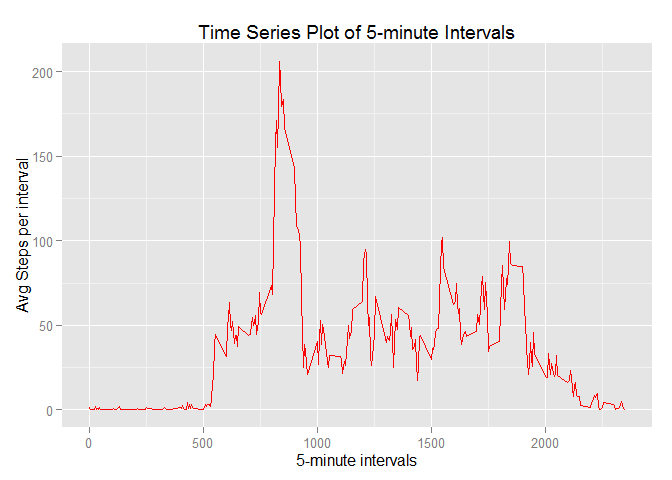 Time Series Plot of 5-minute Intervals
Avg Steps per interval
200
150
100
50
0
0 500 1000 1500 2000
5-minute intervals